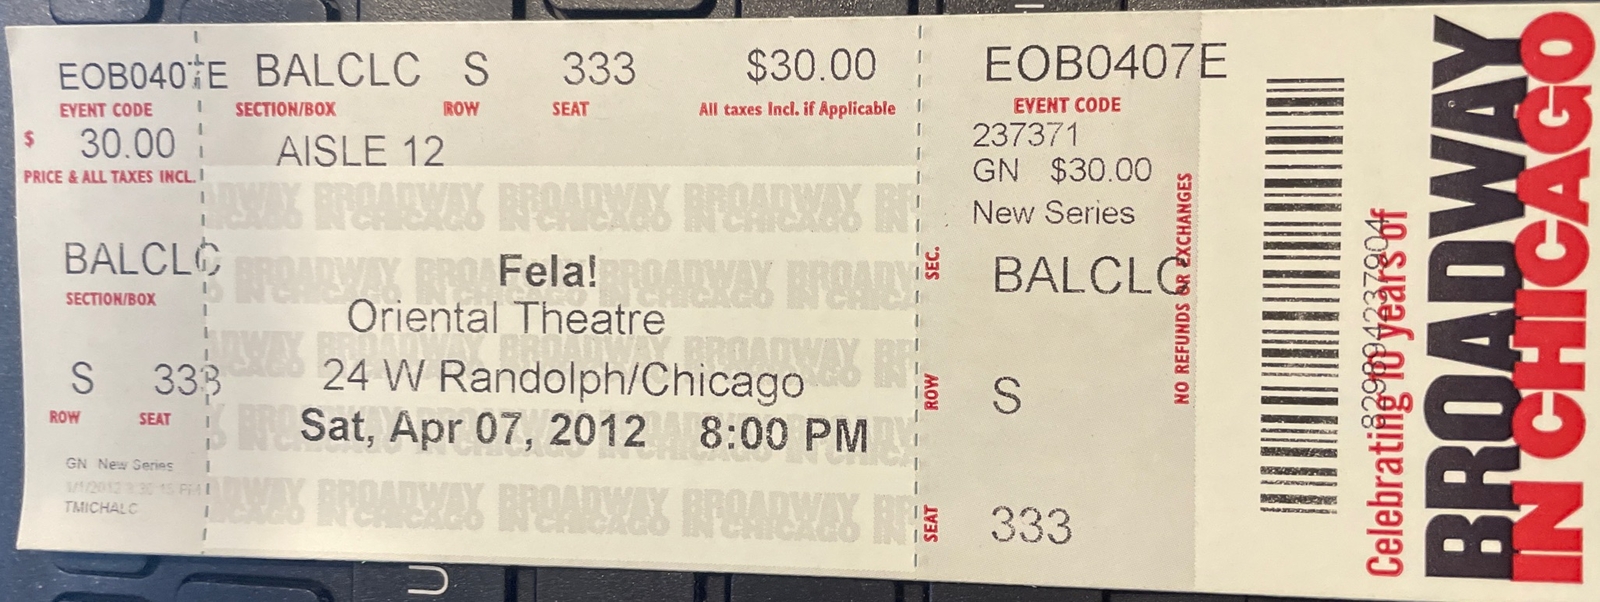 EOB0407E
EVENT CODE
$ 30.00
PRICE & ALL TAXES INCL.
BALCLC
SECTION/BOX
S 333
ROW SEAT
GN New Series
TMICHALC
BALCLC S 333 $30.00
SECTION/BOX ROW SEAT All taxes Incl. if Applicable
AISLE 12
Fela!
Oriental Theatre
24 W Randolph/Chicago
Sat, Apr 07, 2012 8:00 PM
BROADWAY
IN CHICAGO
EOB0407E
EVENT CODE
237371
GN $30.00
New Series
SEC. BALCLC
ROW S
SEAT 333
NO REFUNDS OR EXCHANGES
Celebrating 10 years of
BROADWAY
IN CHICAGO
U